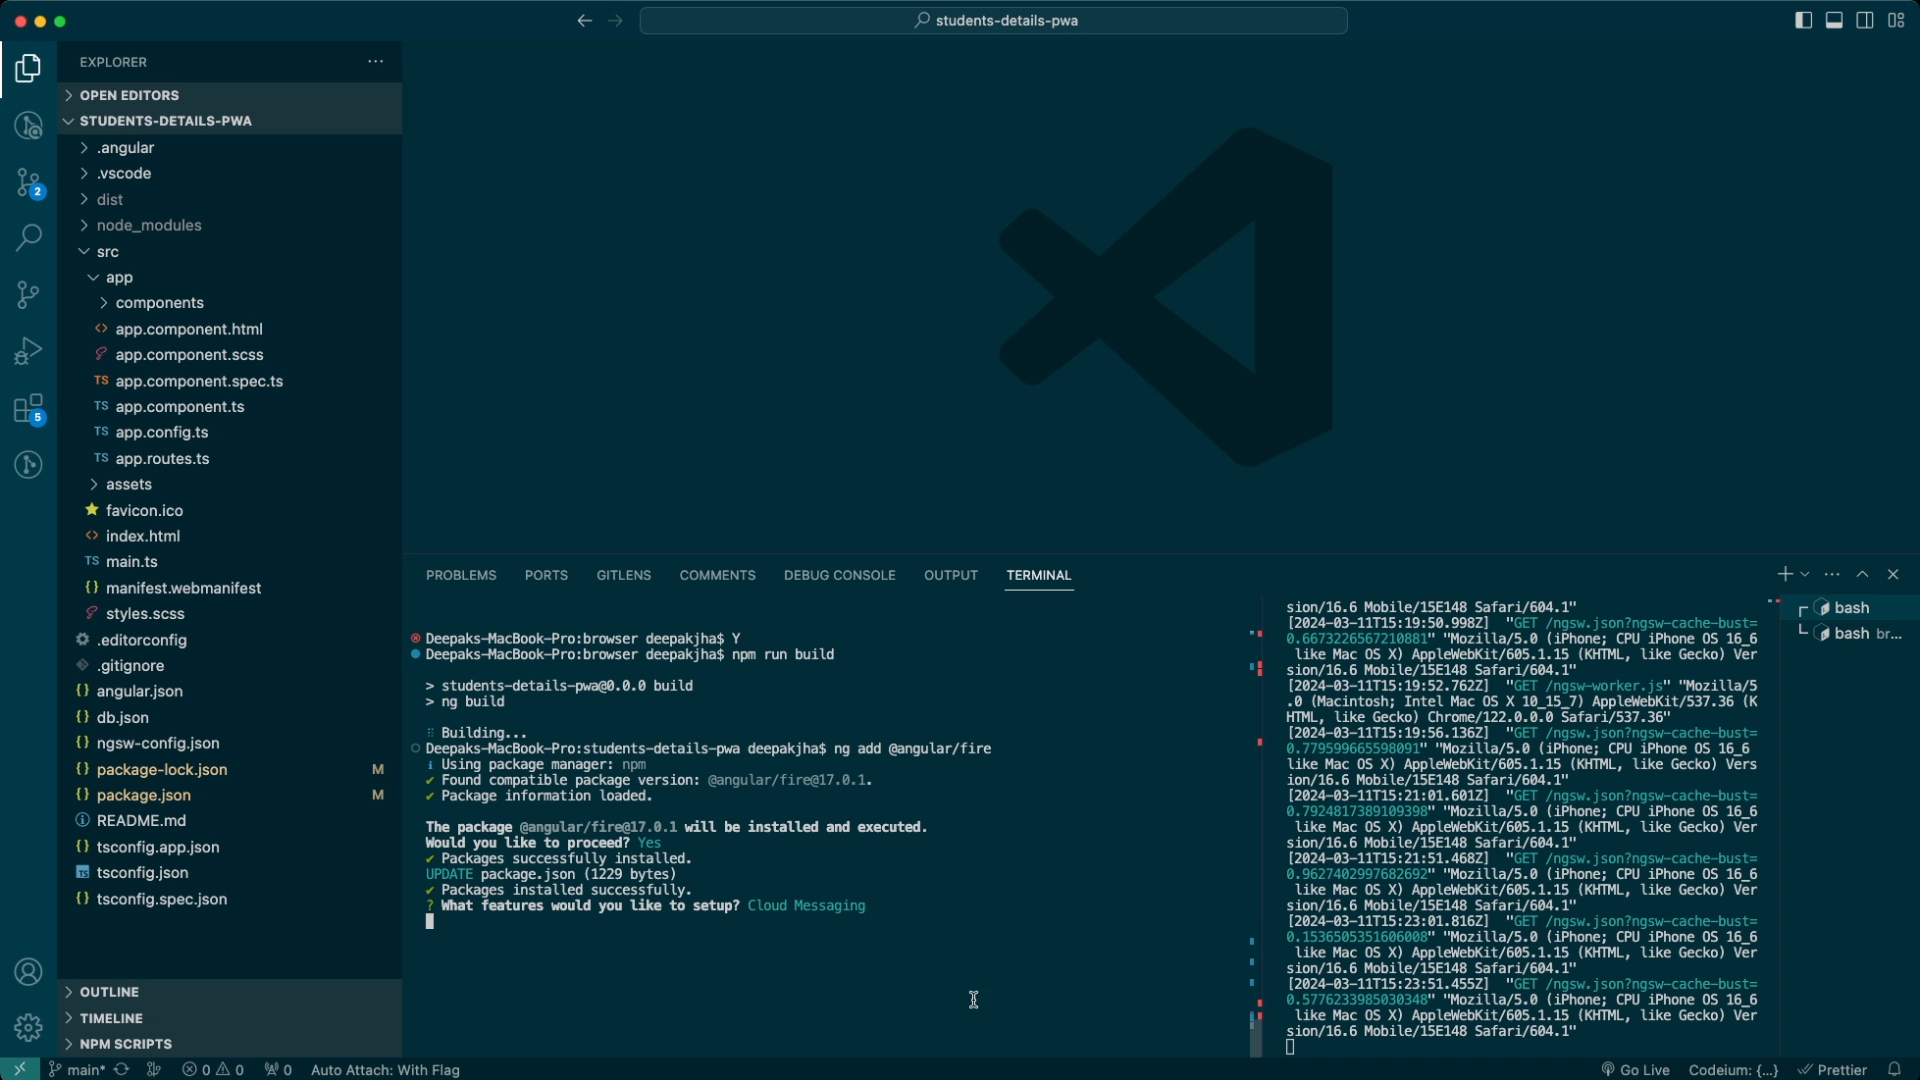 students-details-pwa
EXPLORER
OPEN EDITORS
STUDENTS-DETAILS-PWA
.angular
.vscode
dist
node_modules
src
app
components
app.component.html
app.component.scss
TS app.component.spec.ts
TS app.component.ts
TS app.config.ts
TS app.routes.ts
assets
favicon.ico
index.html
TS main.ts
{} manifest.webmanifest
styles.scss
.editorconfig
.gitignore
{} angular.json
{} db.json
{} ngsw-config.json
{} package-lock.json M
{} package.json M
README.md
{} tsconfig.app.json
tsconfig.json
{} tsconfig.spec.json
OUTLINE
TIMELINE
NPM SCRIPTS
2
5
PROBLEMS PORTS GITLENS COMMENTS DEBUG CONSOLE OUTPUT TERMINAL
Deepaks-MacBook-Pro:browser deepakjha$ Y
Deepaks-MacBook-Pro:browser deepakjha$ npm run build
> students-details-pwa@0.0.0 build
> ng build
Building...
Deepaks-MacBook-Pro:students-details-pwa deepakjha$ ng add @angular/fire
ℹ Using package manager: npm
✔ Found compatible package version: @angular/fire@17.0.1.
✔ Package information loaded.
The package @angular/fire@17.0.1 will be installed and executed.
Would you like to proceed? Yes
✔ Packages successfully installed.
UPDATE package.json (1229 bytes)
✔ Packages installed successfully.
? What features would you like to setup? Cloud Messaging
sion/16.6 Mobile/15E148 Safari/604.1"
[2024-03-11T15:19:50.998Z] "GET /ngsw.json?ngsw-cache-bust=
0.6673226567210881" "Mozilla/5.0 (iPhone; CPU iPhone OS 16_6
like Mac OS X) AppleWebKit/605.1.15 (KHTML, like Gecko) Ver
sion/16.6 Mobile/15E148 Safari/604.1"
[2024-03-11T15:19:52.762Z] "GET /ngsw-worker.js" "Mozilla/5
.0 (Macintosh; Intel Mac OS X 10_15_7) AppleWebKit/537.36 (K
HTML, like Gecko) Chrome/122.0.0.0 Safari/537.36"
[2024-03-11T15:19:56.136Z] "GET /ngsw.json?ngsw-cache-bust=
0.779599665598091" "Mozilla/5.0 (iPhone; CPU iPhone OS 16_6
like Mac OS X) AppleWebKit/605.1.15 (KHTML, like Gecko) Vers
ion/16.6 Mobile/15E148 Safari/604.1"
[2024-03-11T15:21:01.601Z] "GET /ngsw.json?ngsw-cache-bust=
0.7924817389109398" "Mozilla/5.0 (iPhone; CPU iPhone OS 16_6
like Mac OS X) AppleWebKit/605.1.15 (KHTML, like Gecko) Ver
sion/16.6 Mobile/15E148 Safari/604.1"
[2024-03-11T15:21:51.468Z] "GET /ngsw.json?ngsw-cache-bust=
0.9627402997682692" "Mozilla/5.0 (iPhone; CPU iPhone OS 16_6
like Mac OS X) AppleWebKit/605.1.15 (KHTML, like Gecko) Ver
sion/16.6 Mobile/15E148 Safari/604.1"
[2024-03-11T15:23:01.816Z] "GET /ngsw.json?ngsw-cache-bust=
0.1536505351606008" "Mozilla/5.0 (iPhone; CPU iPhone OS 16_6
like Mac OS X) AppleWebKit/605.1.15 (KHTML, like Gecko) Ver
sion/16.6 Mobile/15E148 Safari/604.1"
[2024-03-11T15:23:51.455Z] "GET /ngsw.json?ngsw-cache-bust=
0.5776233985030348" "Mozilla/5.0 (iPhone; CPU iPhone OS 16_6
like Mac OS X) AppleWebKit/605.1.15 (KHTML, like Gecko) Ver
sion/16.6 Mobile/15E148 Safari/604.1"
bash
bash br...
main* 0 0 0 Auto Attach: With Flag Go Live Codeium: {...} Prettier